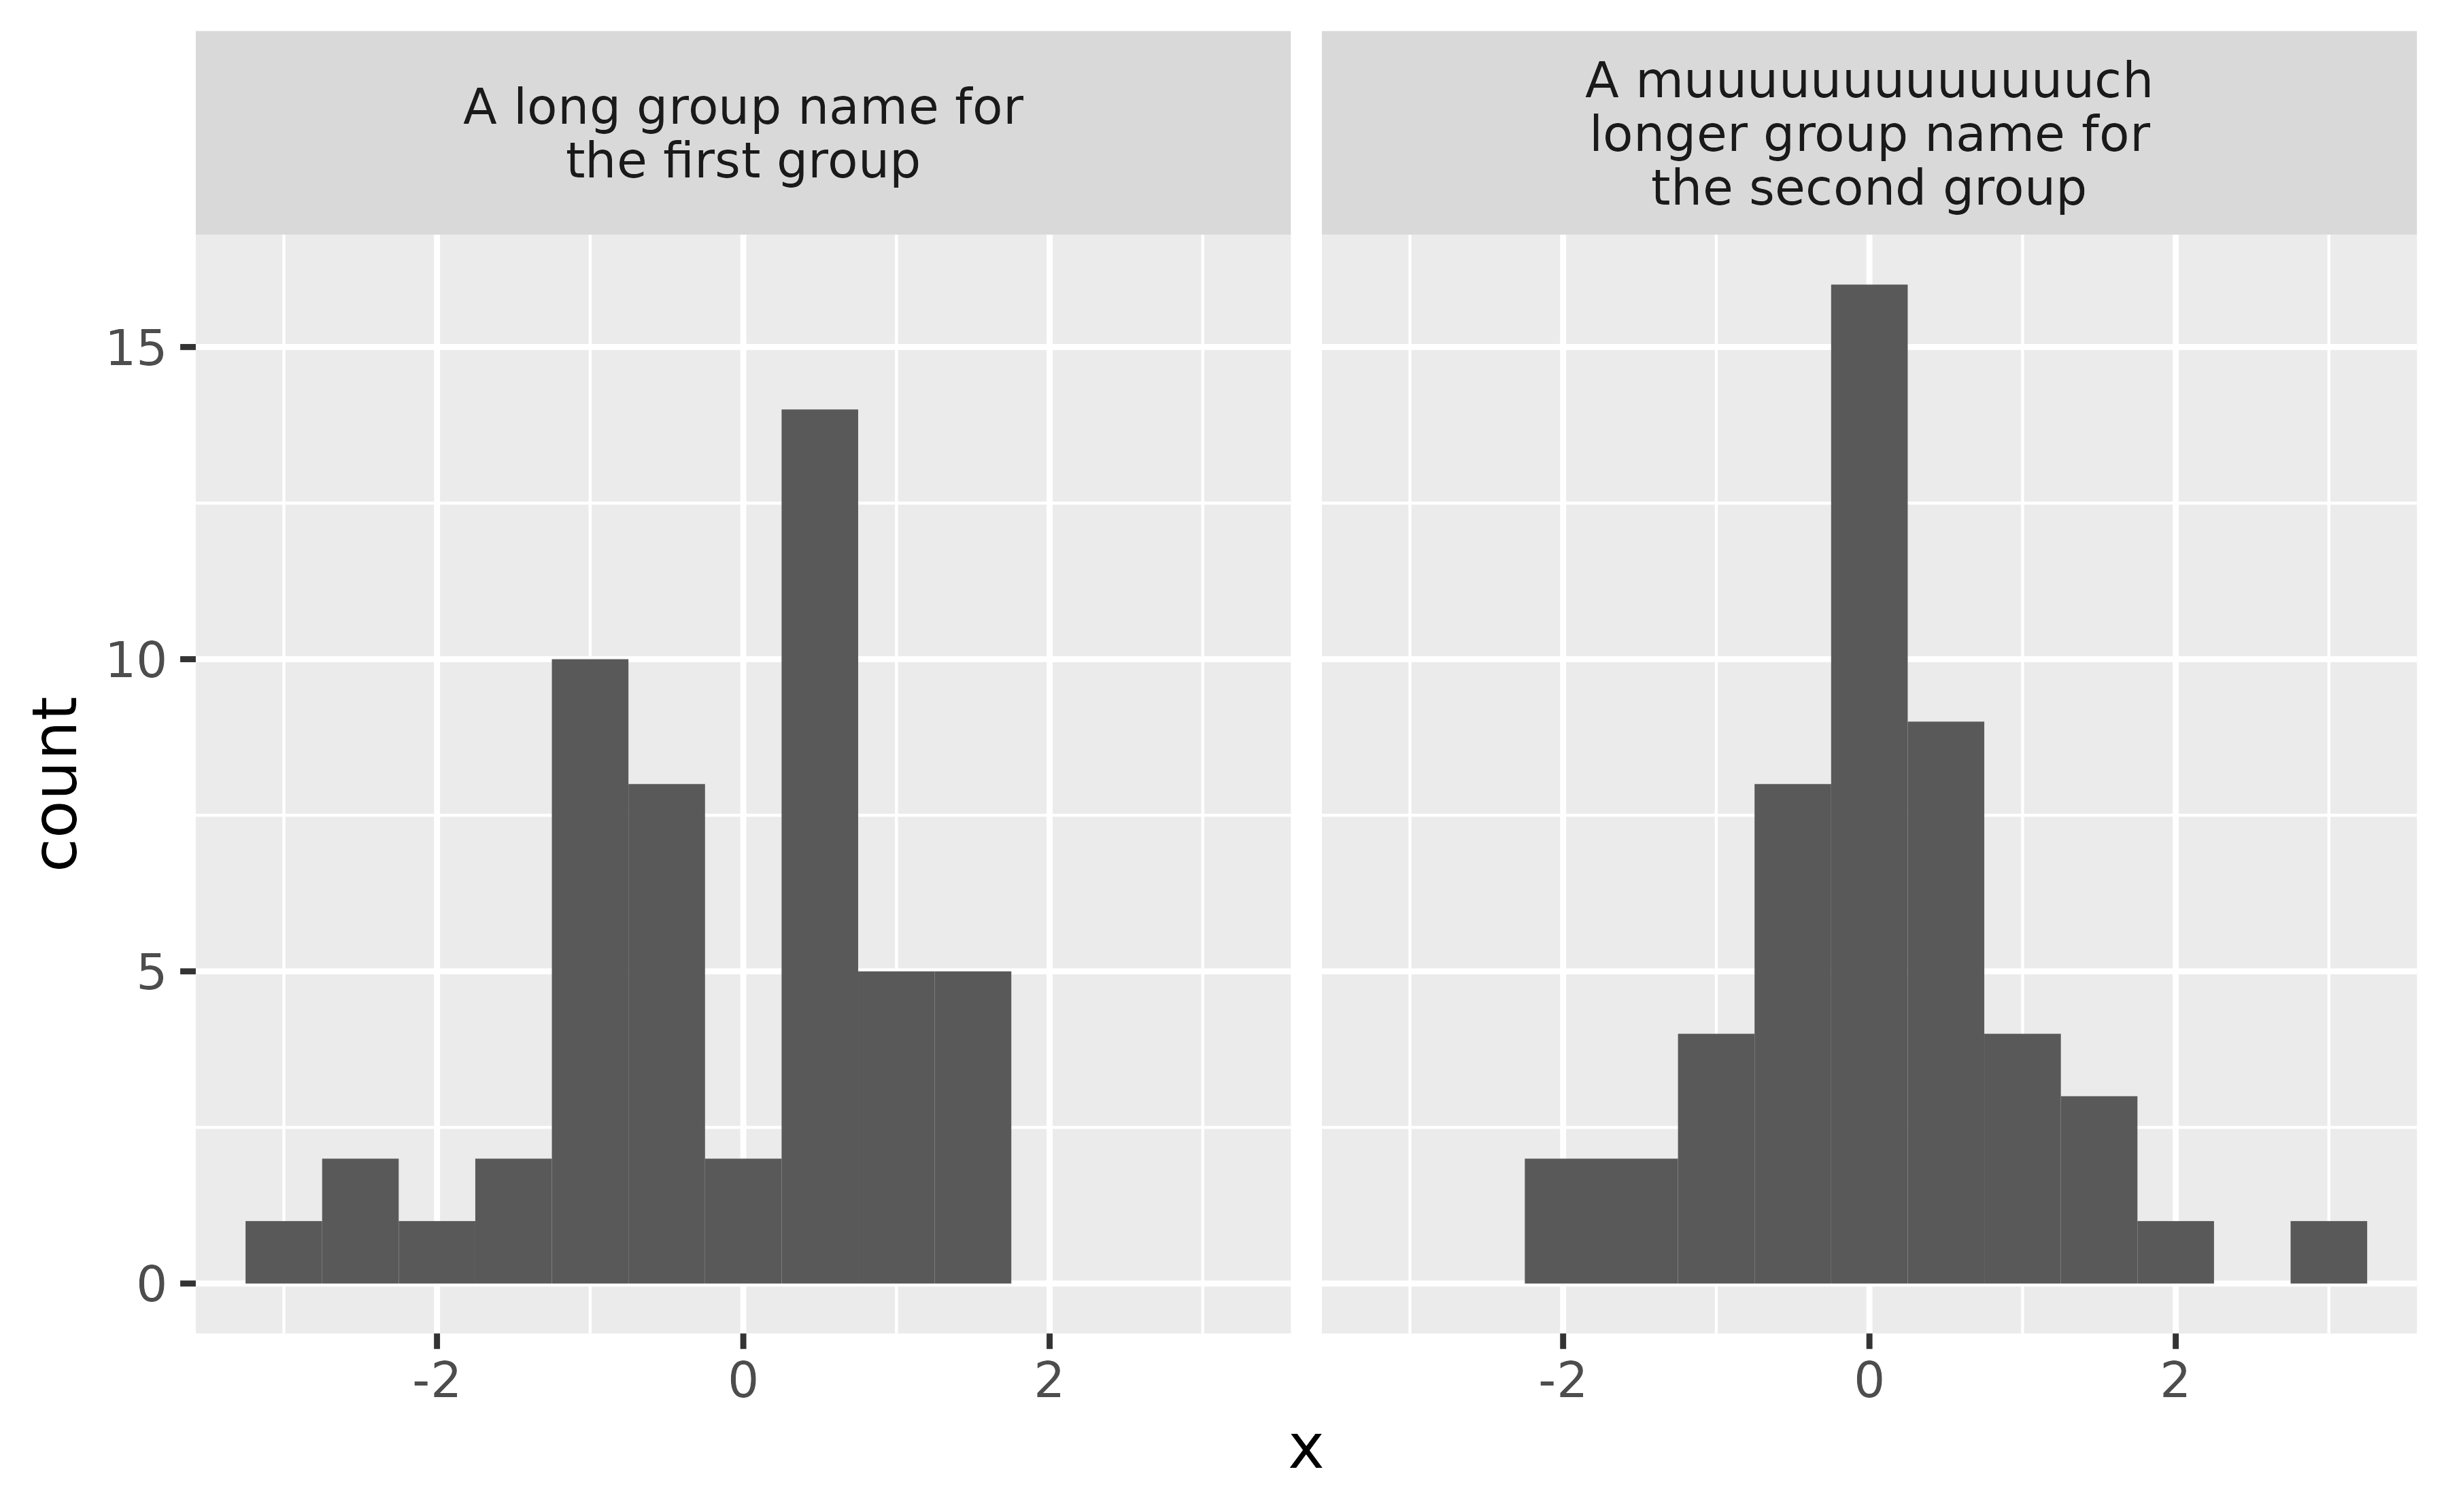 A long group name for
the first group
A muuuuuuuuuuuuuch
longer group name for
the second group
15
10
5
0
count
-2
0
2
-2
0
2
x